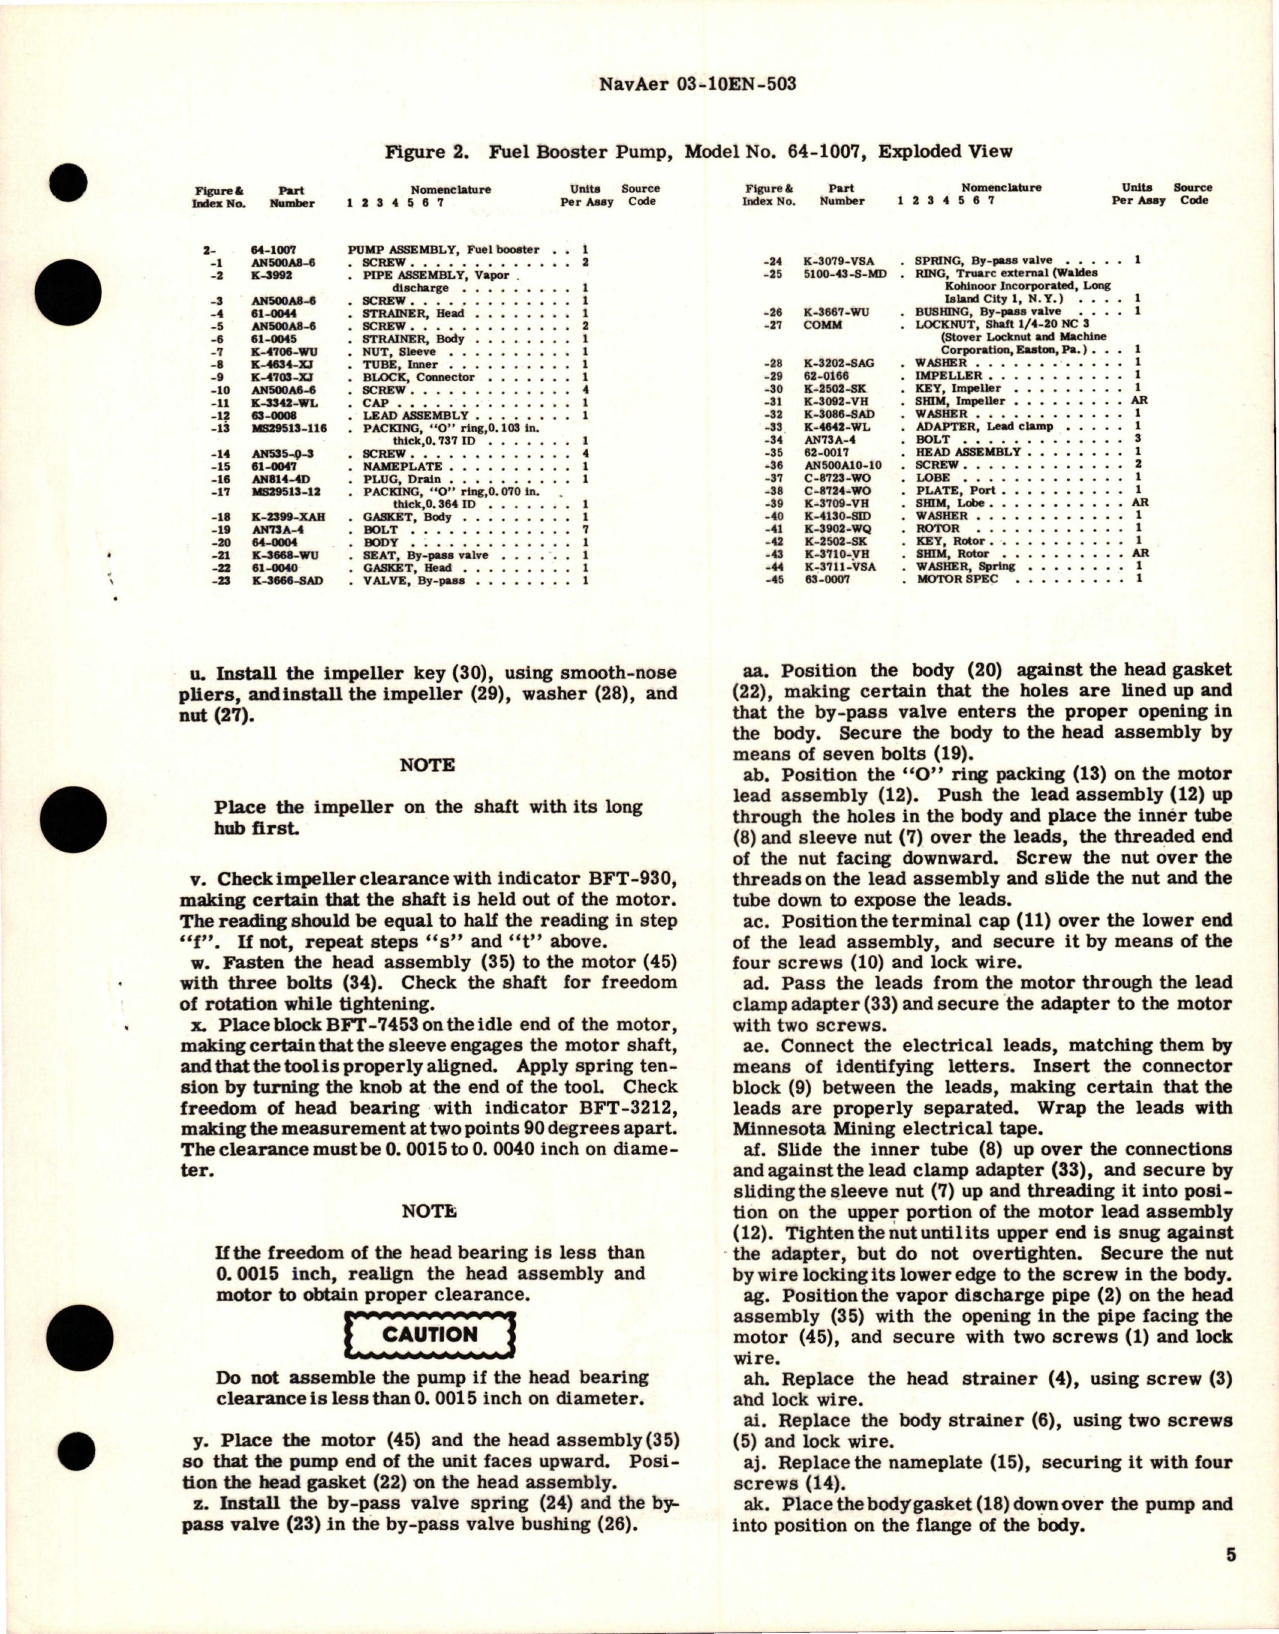 NavAer 03-10EN-503
Figure 2. Fuel Booster Pump, Model No. 64-1007, Exploded View
Figure & Part Nomenclature Units Source
Index No. Number 1 2 3 4 5 6 7 Per Assy Code
2- 64-1007 PUMP ASSEMBLY, Fuel booster . . 1
-1 AN500A8-6 . SCREW . . . . . . . . . . . . . 2
-2 K-3992 . PIPE ASSEMBLY, Vapor .
discharge . . . . . . . . . 1
-3 AN500A8-6 . SCREW . . . . . . . . . . . . . 1
-4 61-0044 . STRAINER, Head . . . . . . . . 1
-5 AN500A8-6 . SCREW . . . . . . . . . . . . . 2
-6 61-0045 . STRAINER, Body . . . . . . . . 1
-7 K-4706-WU . NUT, Sleeve . . . . . . . . . . 1
-8 K-4634-XJ . TUBE, Inner . . . . . . . . . . 1
-9 K-4703-XJ . BLOCK, Connector . . . . . . . 1
-10 AN500A6-6 . SCREW . . . . . . . . . . . . . 4
-11 K-3342-WL . CAP . . . . . . . . . . . . . . 1
-12 63-0008 . LEAD ASSEMBLY . . . . . . . . 1
-13 MS29513-116 . PACKING, "O" ring, 0.103 in.
thick, 0.737 ID . . . . . . . 1
-14 AN535-0-3 . SCREW . . . . . . . . . . . . . 4
-15 61-0047 . NAMEPLATE . . . . . . . . . . 1
-16 AN814-4D . PLUG, Drain . . . . . . . . . . 1
-17 MS29513-12 . PACKING, "O" ring, 0.070 in.
thick, 0.364 ID . . . . . . . 1
-18 K-2399-XAH . GASKET, Body . . . . . . . . . 1
-19 AN73A-4 . BOLT . . . . . . . . . . . . . 7
-20 64-0004 . BODY . . . . . . . . . . . . . 1
-21 K-3668-WU . SEAT, By-pass valve . . . . . . 1
-22 61-0040 . GASKET, Head . . . . . . . . . 1
-23 K-3666-SAD . VALVE, By-pass . . . . . . . . 1
u. Install the impeller key (30), using smooth-nose
pliers, and install the impeller (29), washer (28), and
nut (27).
NOTE
Place the impeller on the shaft with its long
hub first.
v. Check impeller clearance with indicator BFT-930,
making certain that the shaft is held out of the motor.
The reading should be equal to half the reading in step
"f". If not, repeat steps "s" and "t" above.
w. Fasten the head assembly (35) to the motor (45)
with three bolts (34). Check the shaft for freedom
of rotation while tightening.
x. Place block BFT-7453 on the idle end of the motor,
making certain that the sleeve engages the motor shaft,
and that the tool is properly aligned. Apply spring ten-
sion by turning the knob at the end of the tool. Check
freedom of head bearing with indicator BFT-3212,
making the measurement at two points 90 degrees apart.
The clearance must be 0.0015 to 0.0040 inch on diame-
ter.
NOTE
If the freedom of the head bearing is less than
0.0015 inch, realign the head assembly and
motor to obtain proper clearance.
CAUTION
Do not assemble the pump if the head bearing
clearance is less than 0.0015 inch on diameter.
y. Place the motor (45) and the head assembly (35)
so that the pump end of the unit faces upward. Posi-
tion the head gasket (22) on the head assembly.
z. Install the by-pass valve spring (24) and the by-
pass valve (23) in the by-pass valve bushing (26).
Figure & Part Nomenclature Units Source
Index No. Number 1 2 3 4 5 6 7 Per Assy Code
-24 K-3079-VSA . SPRING, By-pass valve . . . . . 1
-25 5100-43-S-MD . RING, Truarc external (Waldes
Kohinoor Incorporated, Long
Island City 1, N.Y.) . . . . 1
-26 K-3667-WU . BUSHING, By-pass valve . . . . 1
-27 COMM . LOCKNUT, Shaft 1/4-20 NC 3
(Stover Locknut and Machine
Corporation, Easton, Pa.) . . . 1
-28 K-3202-SAG . WASHER . . . . . . . . . . . . 1
-29 62-0166 . IMPELLER . . . . . . . . . . . 1
-30 K-2502-SK . KEY, Impeller . . . . . . . . . 1
-31 K-3092-VH . SHIM, Impeller . . . . . . . . . AR
-32 K-3086-SAD . WASHER . . . . . . . . . . . . 1
-33 K-4642-WL . ADAPTER, Lead clamp . . . . . 1
-34 AN73A-4 . BOLT . . . . . . . . . . . . . 3
-35 62-0017 . HEAD ASSEMBLY . . . . . . . . 1
-36 AN500A10-10 . SCREW . . . . . . . . . . . . . 2
-37 C-8723-WO . LOBE . . . . . . . . . . . . . 1
-38 C-8724-WO . PLATE, Port . . . . . . . . . . 1
-39 K-3709-VH . SHIM, Lobe . . . . . . . . . . . AR
-40 K-4130-SID . WASHER . . . . . . . . . . . . 1
-41 K-3902-WQ . ROTOR . . . . . . . . . . . . 1
-42 K-2502-SK . KEY, Rotor . . . . . . . . . . . 1
-43 K-3710-VH . SHIM, Rotor . . . . . . . . . . AR
-44 K-3711-VSA . WASHER, Spring . . . . . . . . 1
-45 63-0007 . MOTOR SPEC . . . . . . . . . 1
aa. Position the body (20) against the head gasket
(22), making certain that the holes are lined up and
that the by-pass valve enters the proper opening in
the body. Secure the body to the head assembly by
means of seven bolts (19).
ab. Position the "O" ring packing (13) on the motor
lead assembly (12). Push the lead assembly (12) up
through the holes in the body and place the inner tube
(8) and sleeve nut (7) over the leads, the threaded end
of the nut facing downward. Screw the nut over the
threads on the lead assembly and slide the nut and the
tube down to expose the leads.
ac. Position the terminal cap (11) over the lower end
of the lead assembly, and secure it by means of the
four screws (10) and lock wire.
ad. Pass the leads from the motor through the lead
clamp adapter (33) and secure the adapter to the motor
with two screws.
ae. Connect the electrical leads, matching them by
means of identifying letters. Insert the connector
block (9) between the leads, making certain that the
leads are properly separated. Wrap the leads with
Minnesota Mining electrical tape.
af. Slide the inner tube (8) up over the connections
and against the lead clamp adapter (33), and secure by
sliding the sleeve nut (7) up and threading it into posi-
tion on the upper portion of the motor lead assembly
(12). Tighten the nut until its upper end is snug against
the adapter, but do not overtighten. Secure the nut
by wire locking its lower edge to the screw in the body.
ag. Position the vapor discharge pipe (2) on the head
assembly (35) with the opening in the pipe facing the
motor (45), and secure with two screws (1) and lock
wire.
ah. Replace the head strainer (4), using screw (3)
and lock wire.
ai. Replace the body strainer (6), using two screws
(5) and lock wire.
aj. Replace the nameplate (15), securing it with four
screws (14).
ak. Place the body gasket (18) down over the pump and
into position on the flange of the body.
5